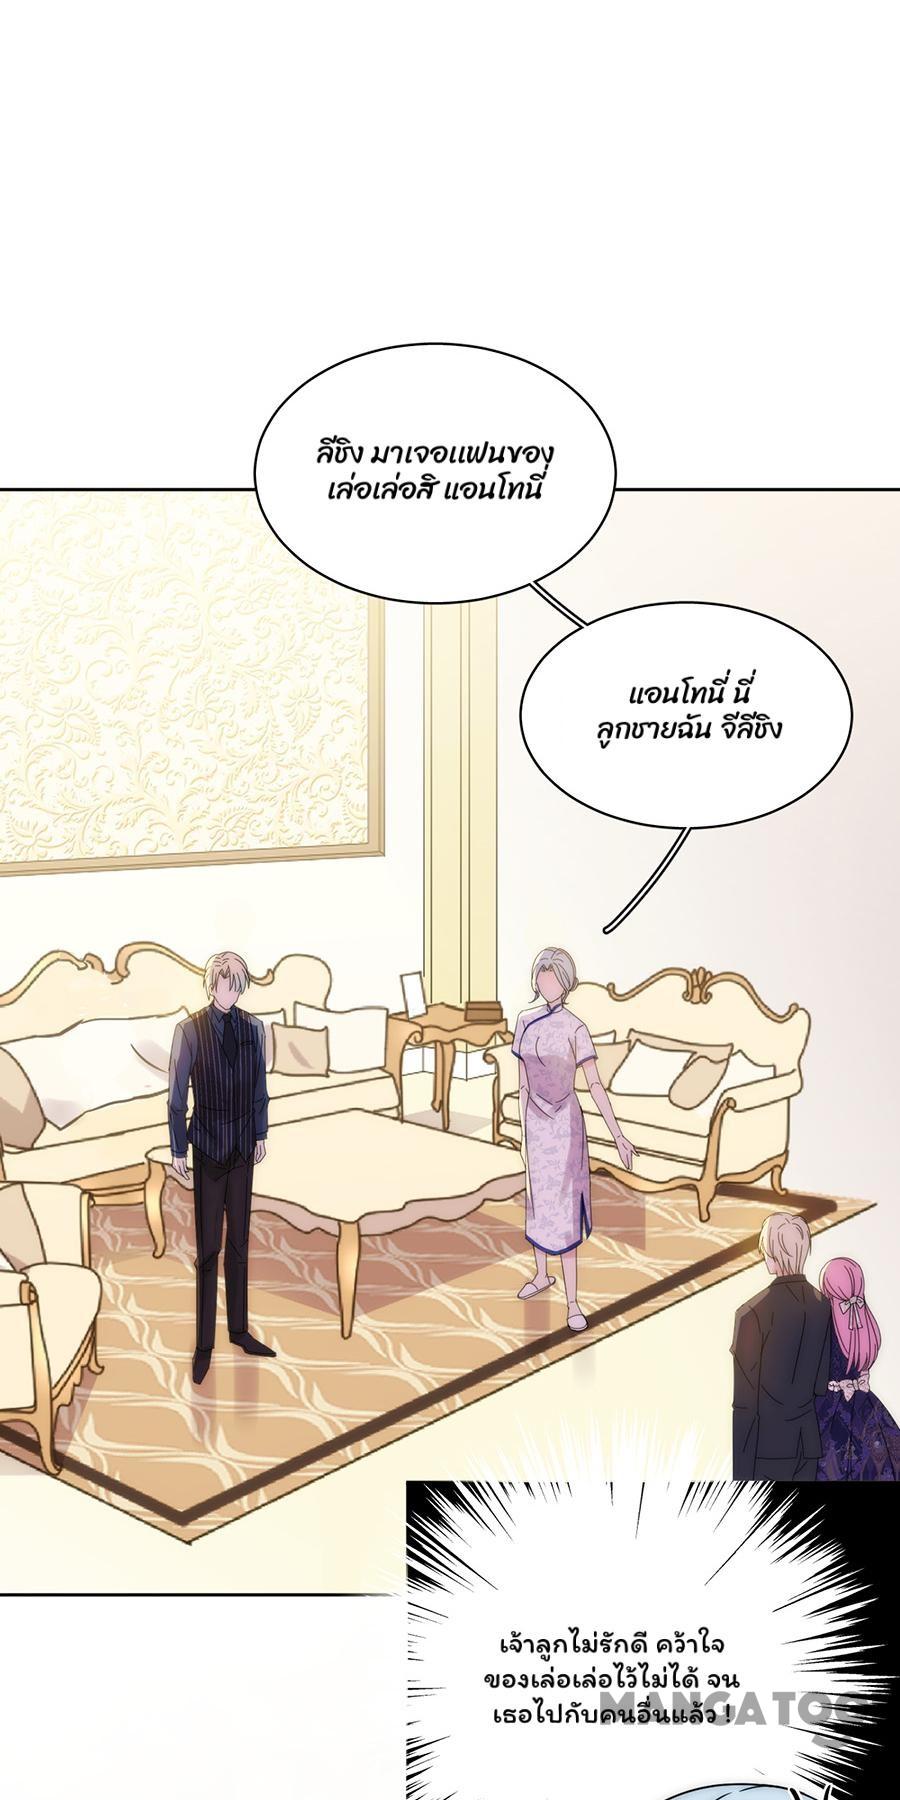 ลีชิง มาเจอแฟนของ
เล่อเล่อสิ แอนโทนี่
แอนโทนี่ นี่
ลูกชายฉัน จีลีชิง
เจ้าลูกไม่รักดี คว้าใจ
ของเล่อเล่อไว้ไม่ได้ จน
เธอไปกับคนอื่นแล้ว !
MANGATOON